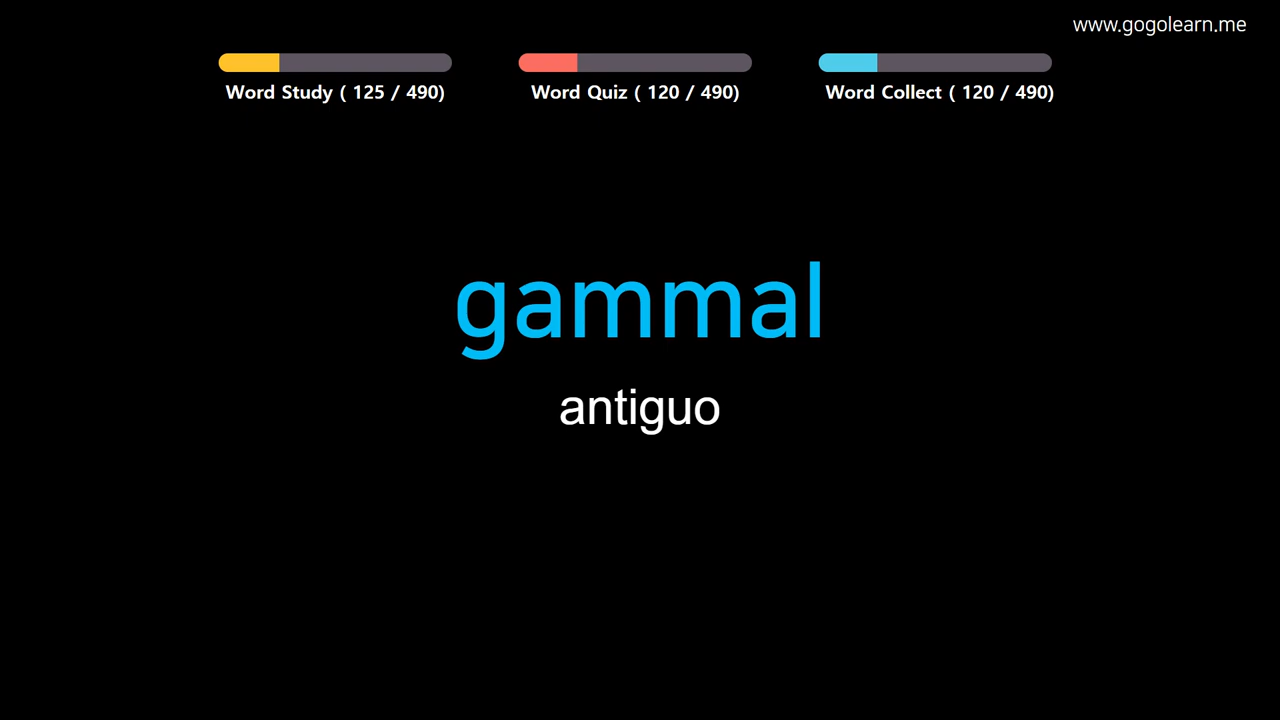 www.gogolearn.me
Word Study ( 125 / 490)
Word Quiz ( 120 / 490)
Word Collect ( 120 / 490)
gammal
antiguo